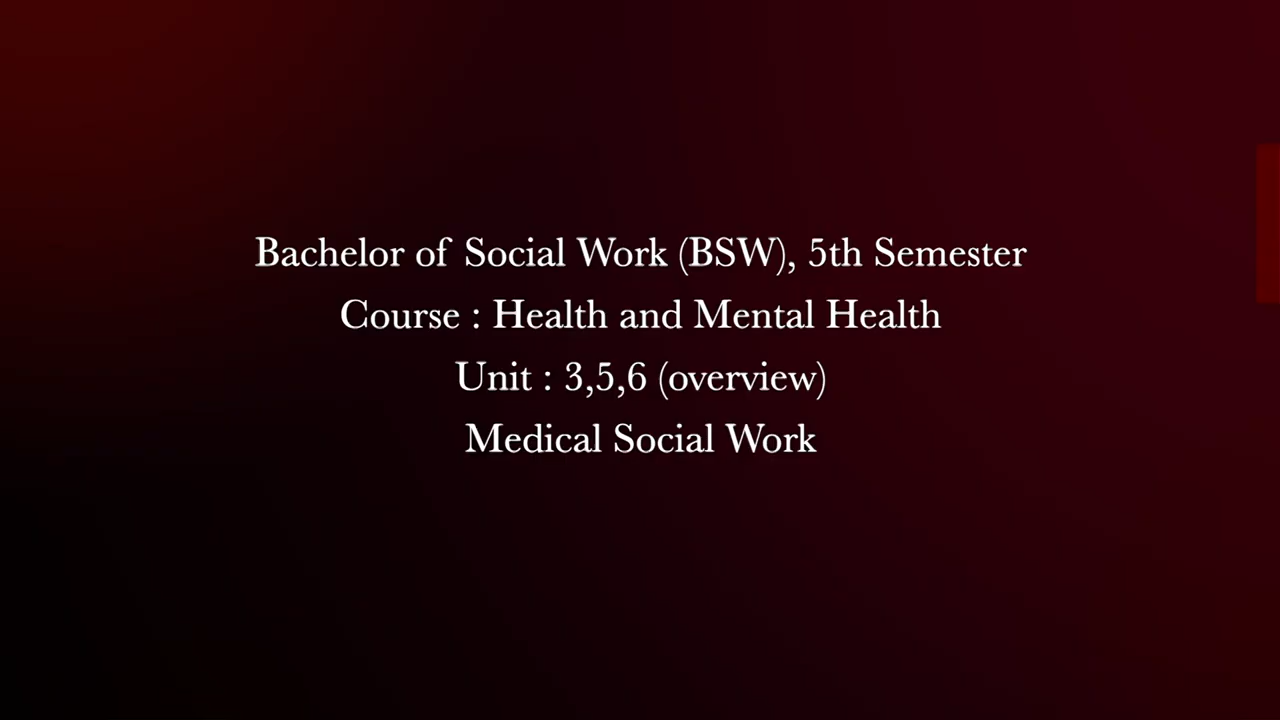 Bachelor of Social Work (BSW), 5th Semester
Course : Health and Mental Health
Unit : 3,5,6 (overview)
Medical Social Work